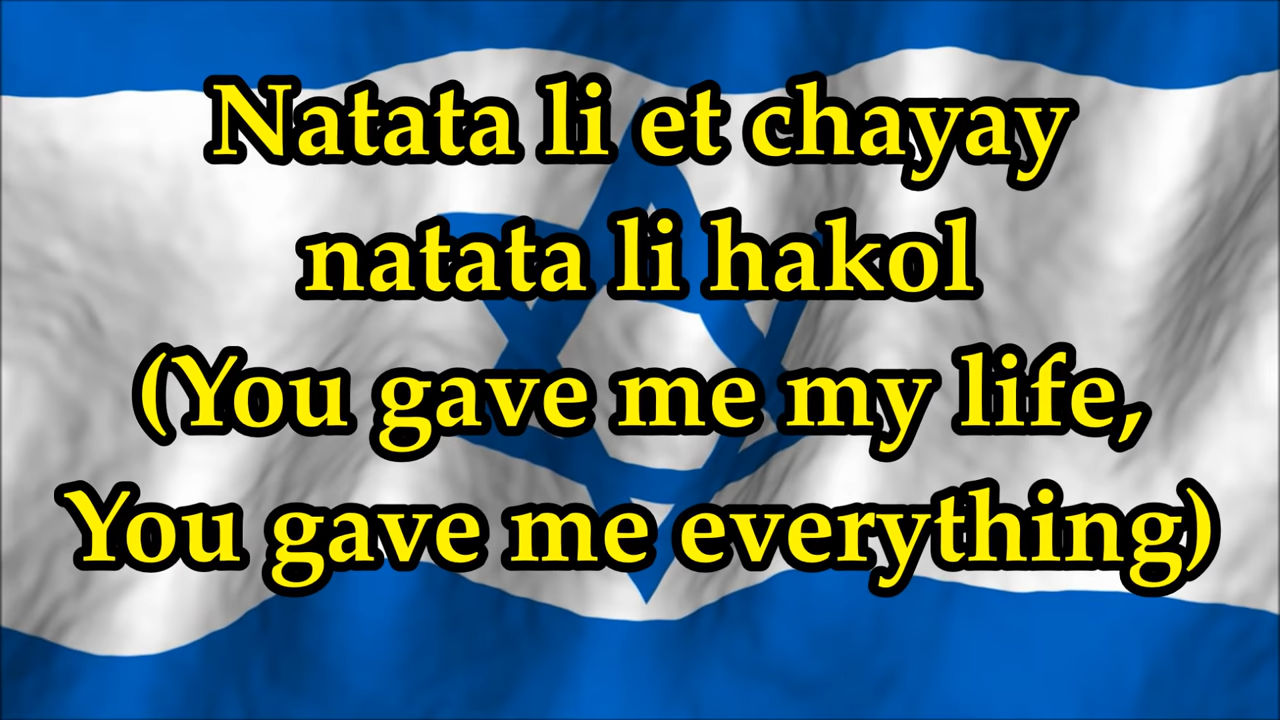 Natata li et chayay
natata li hakol
(You gave me my life,
You gave me everything)